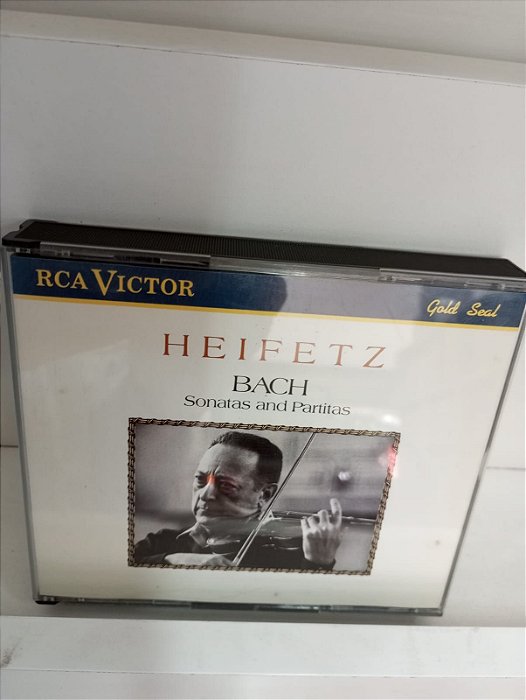 RCA VICTOR
Gold Seal
HEIFETZ
BACH
Sonatas and Partitas